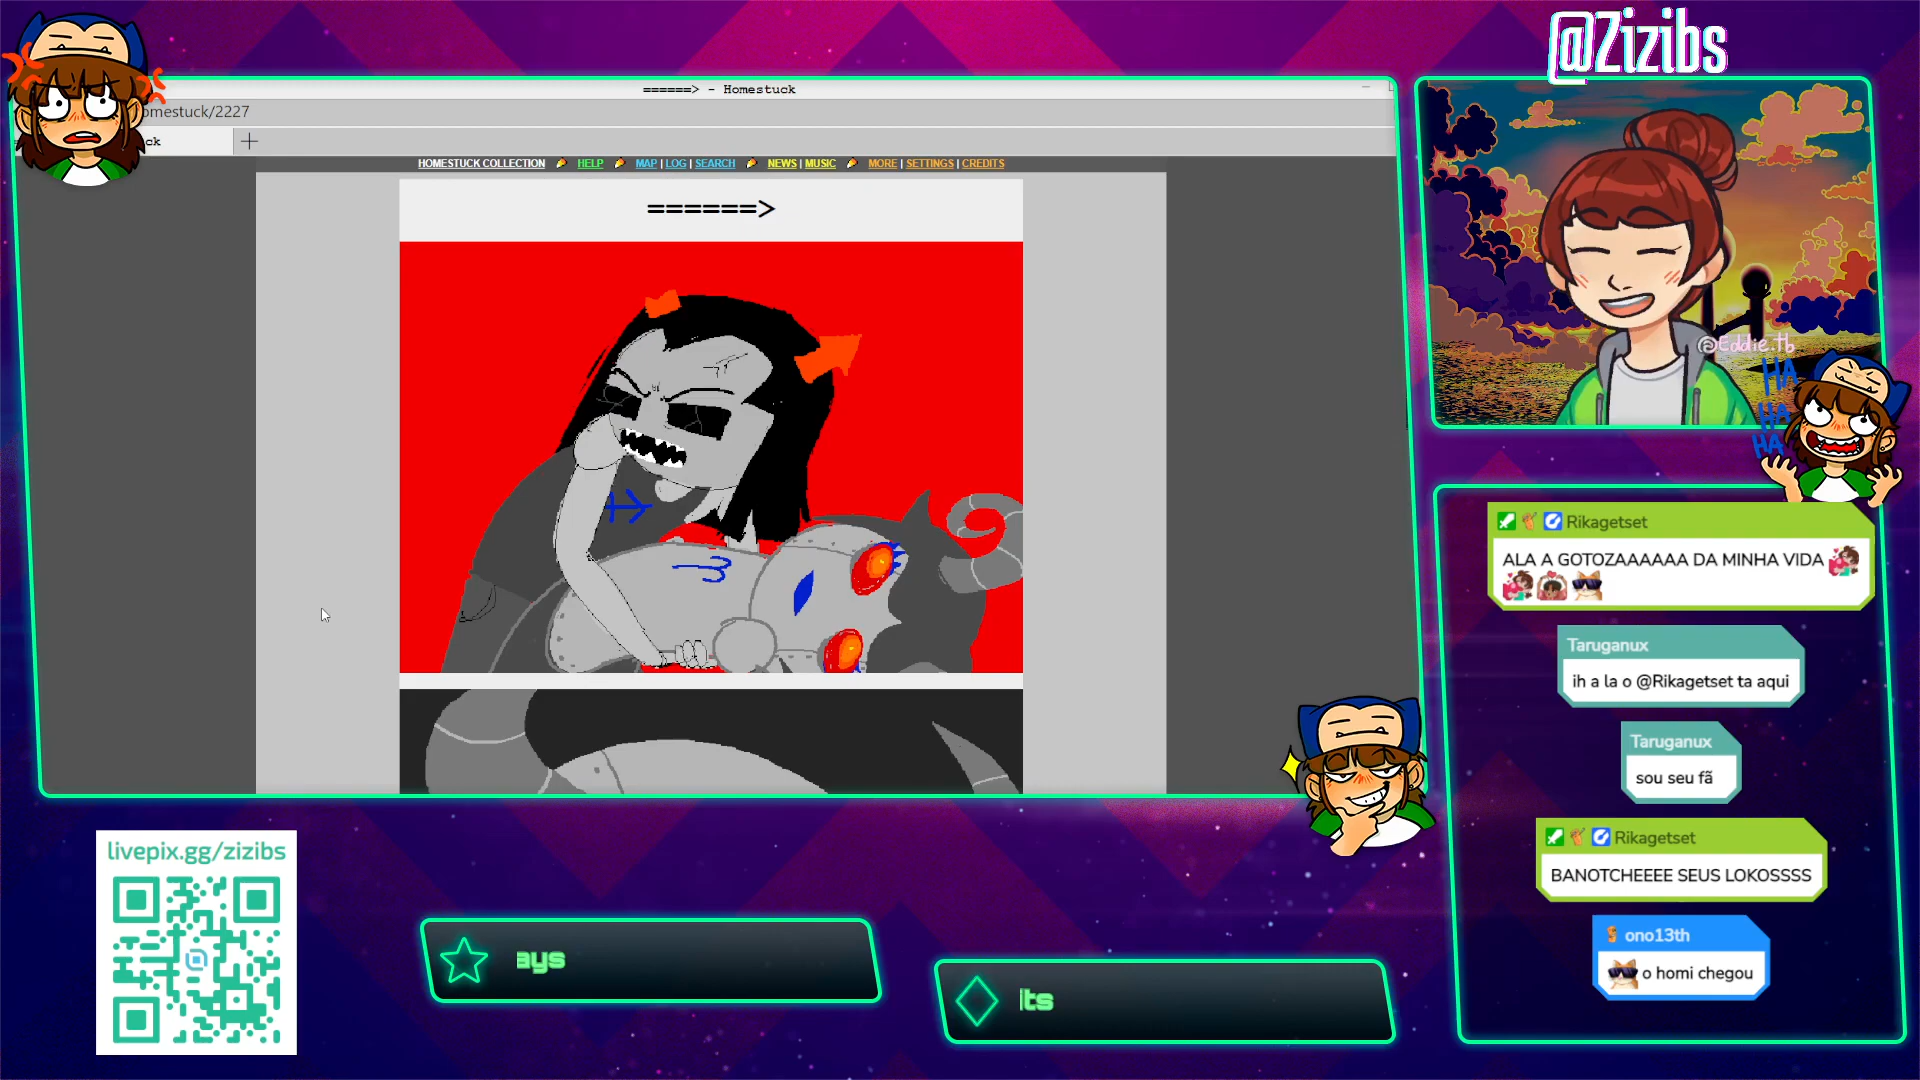 @Zizibs
======> - Homestuck
omestuck/2227
ck
HOMESTUCK COLLECTION HELP MAP | LOG | SEARCH NEWS | MUSIC MORE | SETTINGS | CREDITS
======>
@Eddie.tb
HA
HA
HA
Rikagetset
ALA A GOTOZAAAAAA DA MINHA VIDA
Taruganux
ih a la o @Rikagetset ta aqui
Taruganux
sou seu fã
Rikagetset
BANOTCHEEEE SEUS LOKOSSSS
ono13th
o homi chegou
livepix.gg/zizibs
ays
its